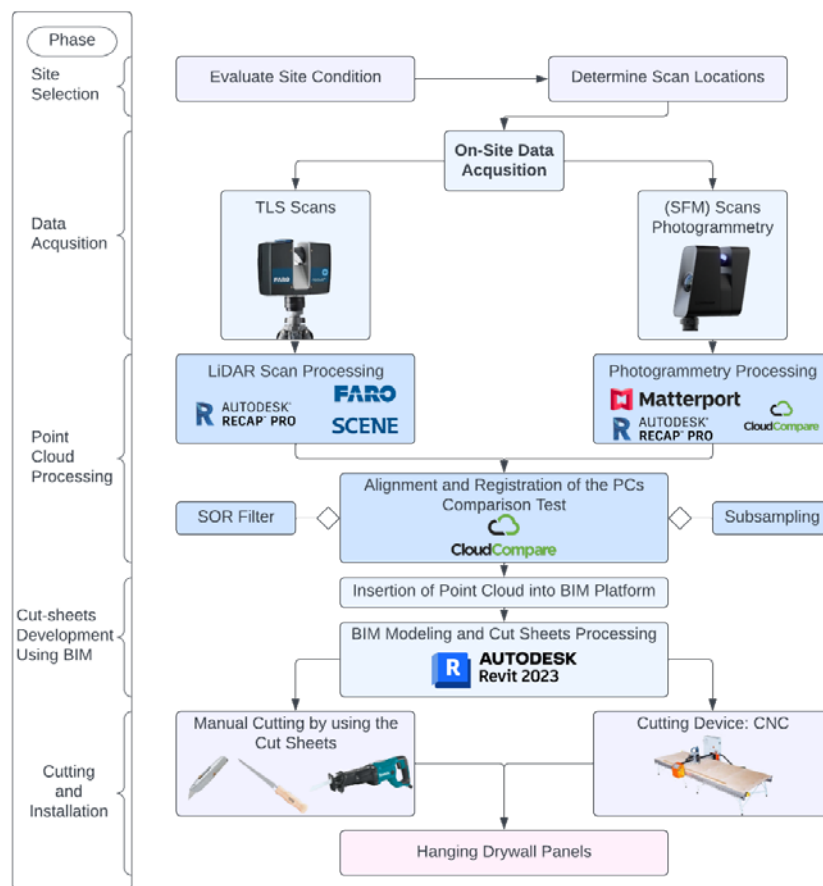 Phase
Site
Selection
Evaluate Site Condition
Determine Scan Locations
On-Site Data
Acqusition
Data
Acqusition
TLS Scans
FARO
(SFM) Scans
Photogrammetry
Point
Cloud
Processing
LiDAR Scan Processing
R AUTODESK®
RECAP™ PRO
FARO
SCENE
Photogrammetry Processing
Matterport
R AUTODESK®
RECAP™ PRO
CloudCompare
Alignment and Registration of the PCs
Comparison Test
CloudCompare
SOR Filter
Subsampling
Cut-sheets
Development
Using BIM
Insertion of Point Cloud into BIM Platform
BIM Modeling and Cut Sheets Processing
R AUTODESK
Revit 2023
Cutting
and
Installation
Manual Cutting by using the
Cut Sheets
Cutting Device: CNC
Hanging Drywall Panels